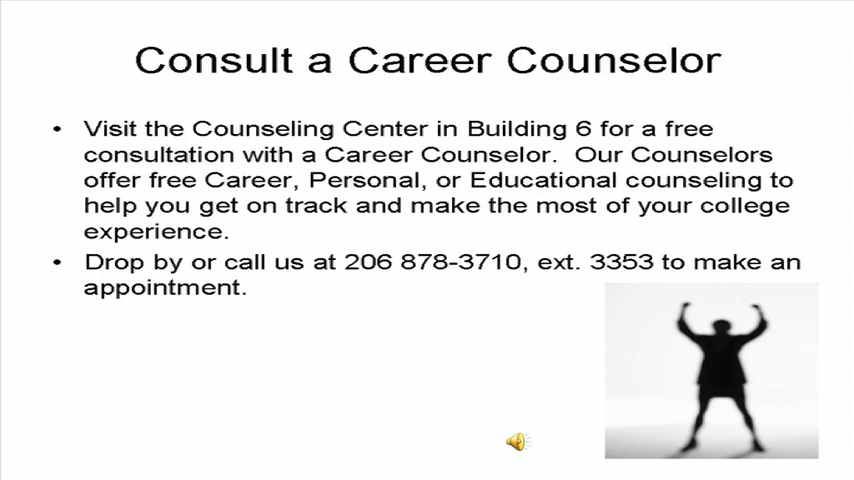 Consult a Career Counselor
• Visit the Counseling Center in Building 6 for a free
consultation with a Career Counselor.  Our Counselors
offer free Career, Personal, or Educational counseling to
help you get on track and make the most of your college
experience.
• Drop by or call us at 206 878-3710, ext. 3353 to make an
appointment.